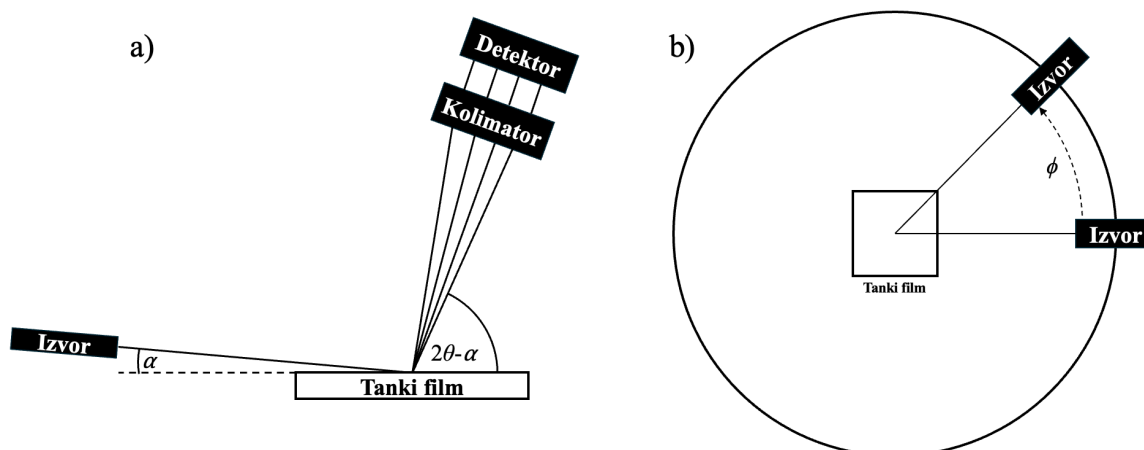 a)
Detektor
Kolimator
Izvor
α
2θ-α
Tanki film
b)
Izvor
ϕ
Izvor
Tanki film